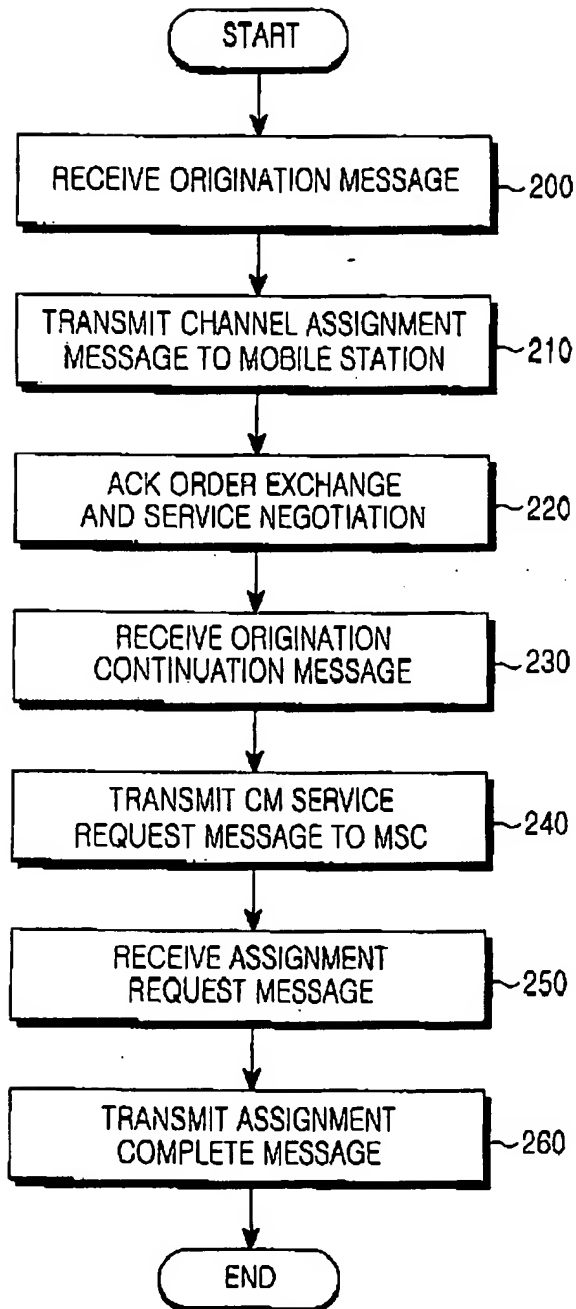 START
RECEIVE ORIGINATION MESSAGE
200
TRANSMIT CHANNEL ASSIGNMENT
MESSAGE TO MOBILE STATION
210
ACK ORDER EXCHANGE
AND SERVICE NEGOTIATION
220
RECEIVE ORIGINATION
CONTINUATION MESSAGE
230
TRANSMIT CM SERVICE
REQUEST MESSAGE TO MSC
240
RECEIVE ASSIGNMENT
REQUEST MESSAGE
250
TRANSMIT ASSIGNMENT
COMPLETE MESSAGE
260
END